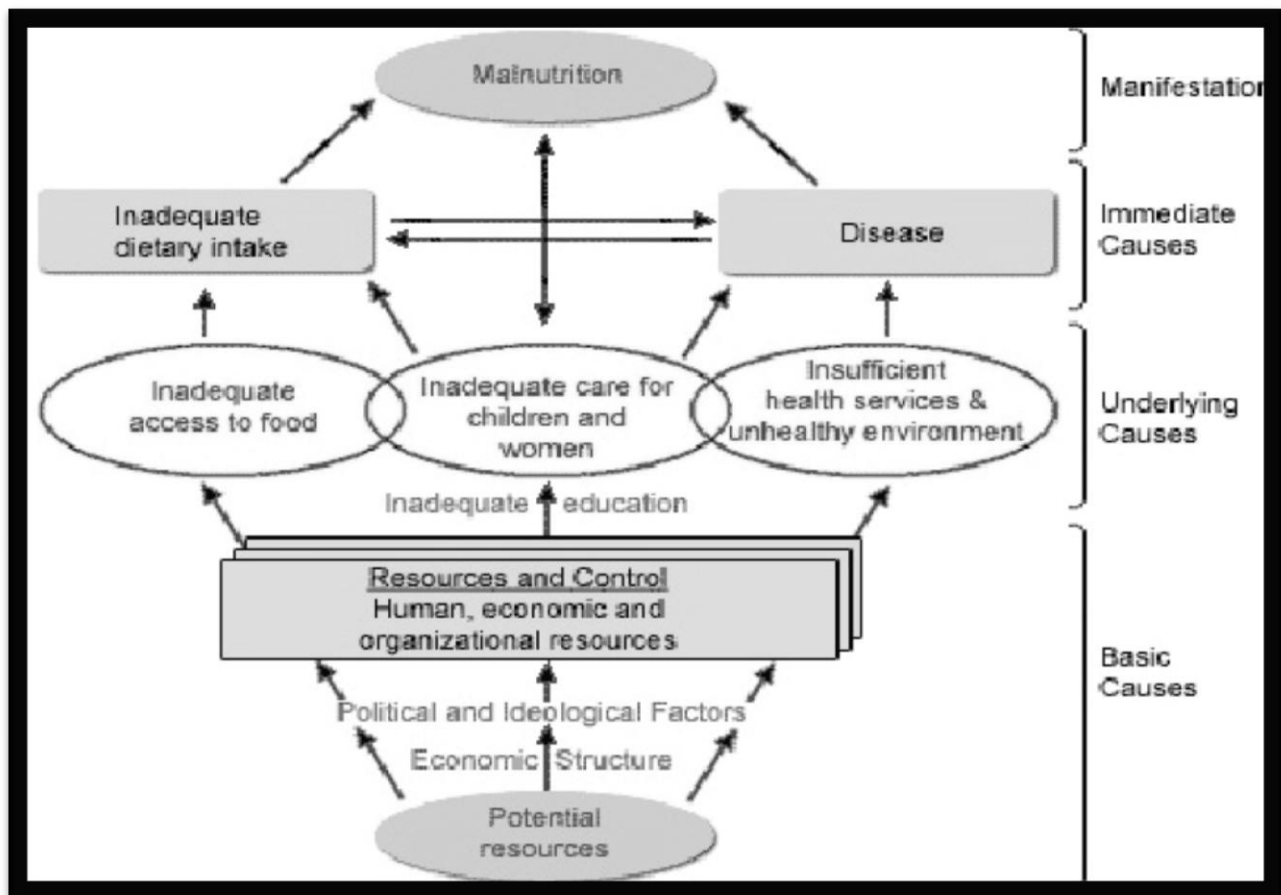 Malnutrition
Manifestation
Inadequate
dietary intake
Disease
Immediate
Causes
Inadequate
access to food
Inadequate care for
children and
women
Insufficient
health services &
unhealthy environment
Underlying
Causes
Inadequate education
Resources and Control
Human, economic and
organizational resources
Basic
Causes
Political and Ideological Factors
Economic Structure
Potential
resources